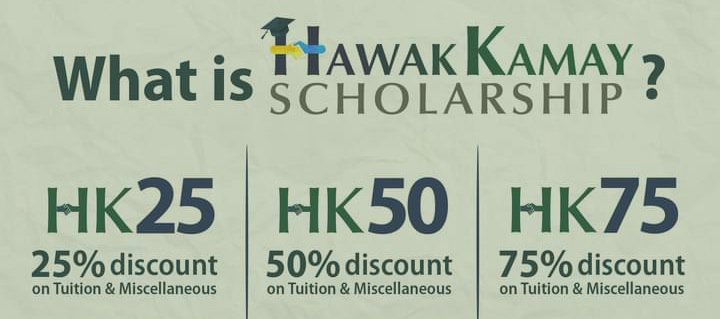 What is HAWAK KAMAY ?
SCHOLARSHIP
HK25
25% discount
on Tuition & Miscellaneous
HK50
50% discount
on Tuition & Miscellaneous
HK75
75% discount
on Tuition & Miscellaneous